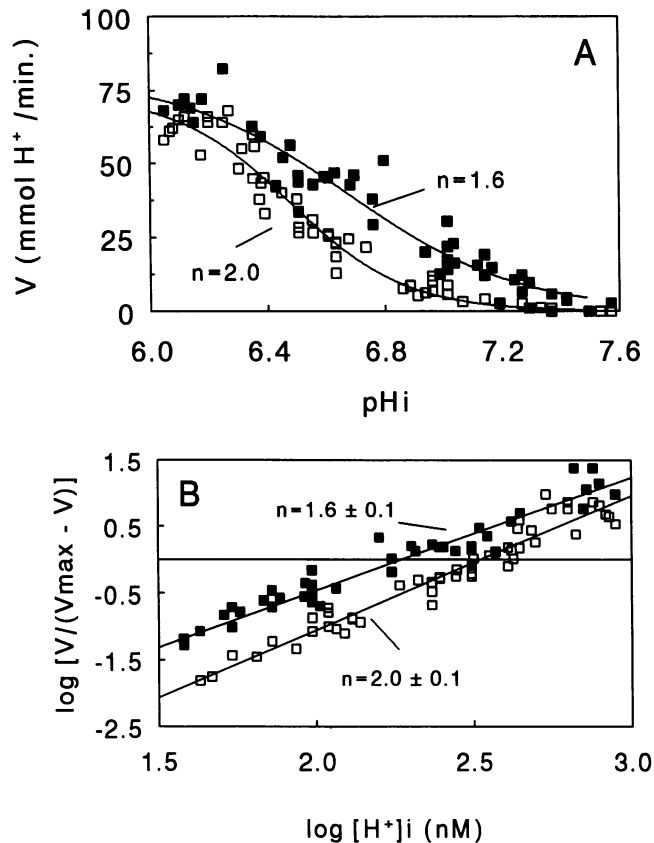 100
A
75
V (mmol H⁺ /min.)
50
n=1.6
25
n=2.0
0
6.0 6.4 6.8 7.2 7.6
pHi
1.5
B
n=1.6 ± 0.1
0.5
log [V/(Vmax - V)]
-0.5
-1.5
n=2.0 ± 0.1
-2.5
1.5 2.0 2.5 3.0
log [H⁺]i (nM)